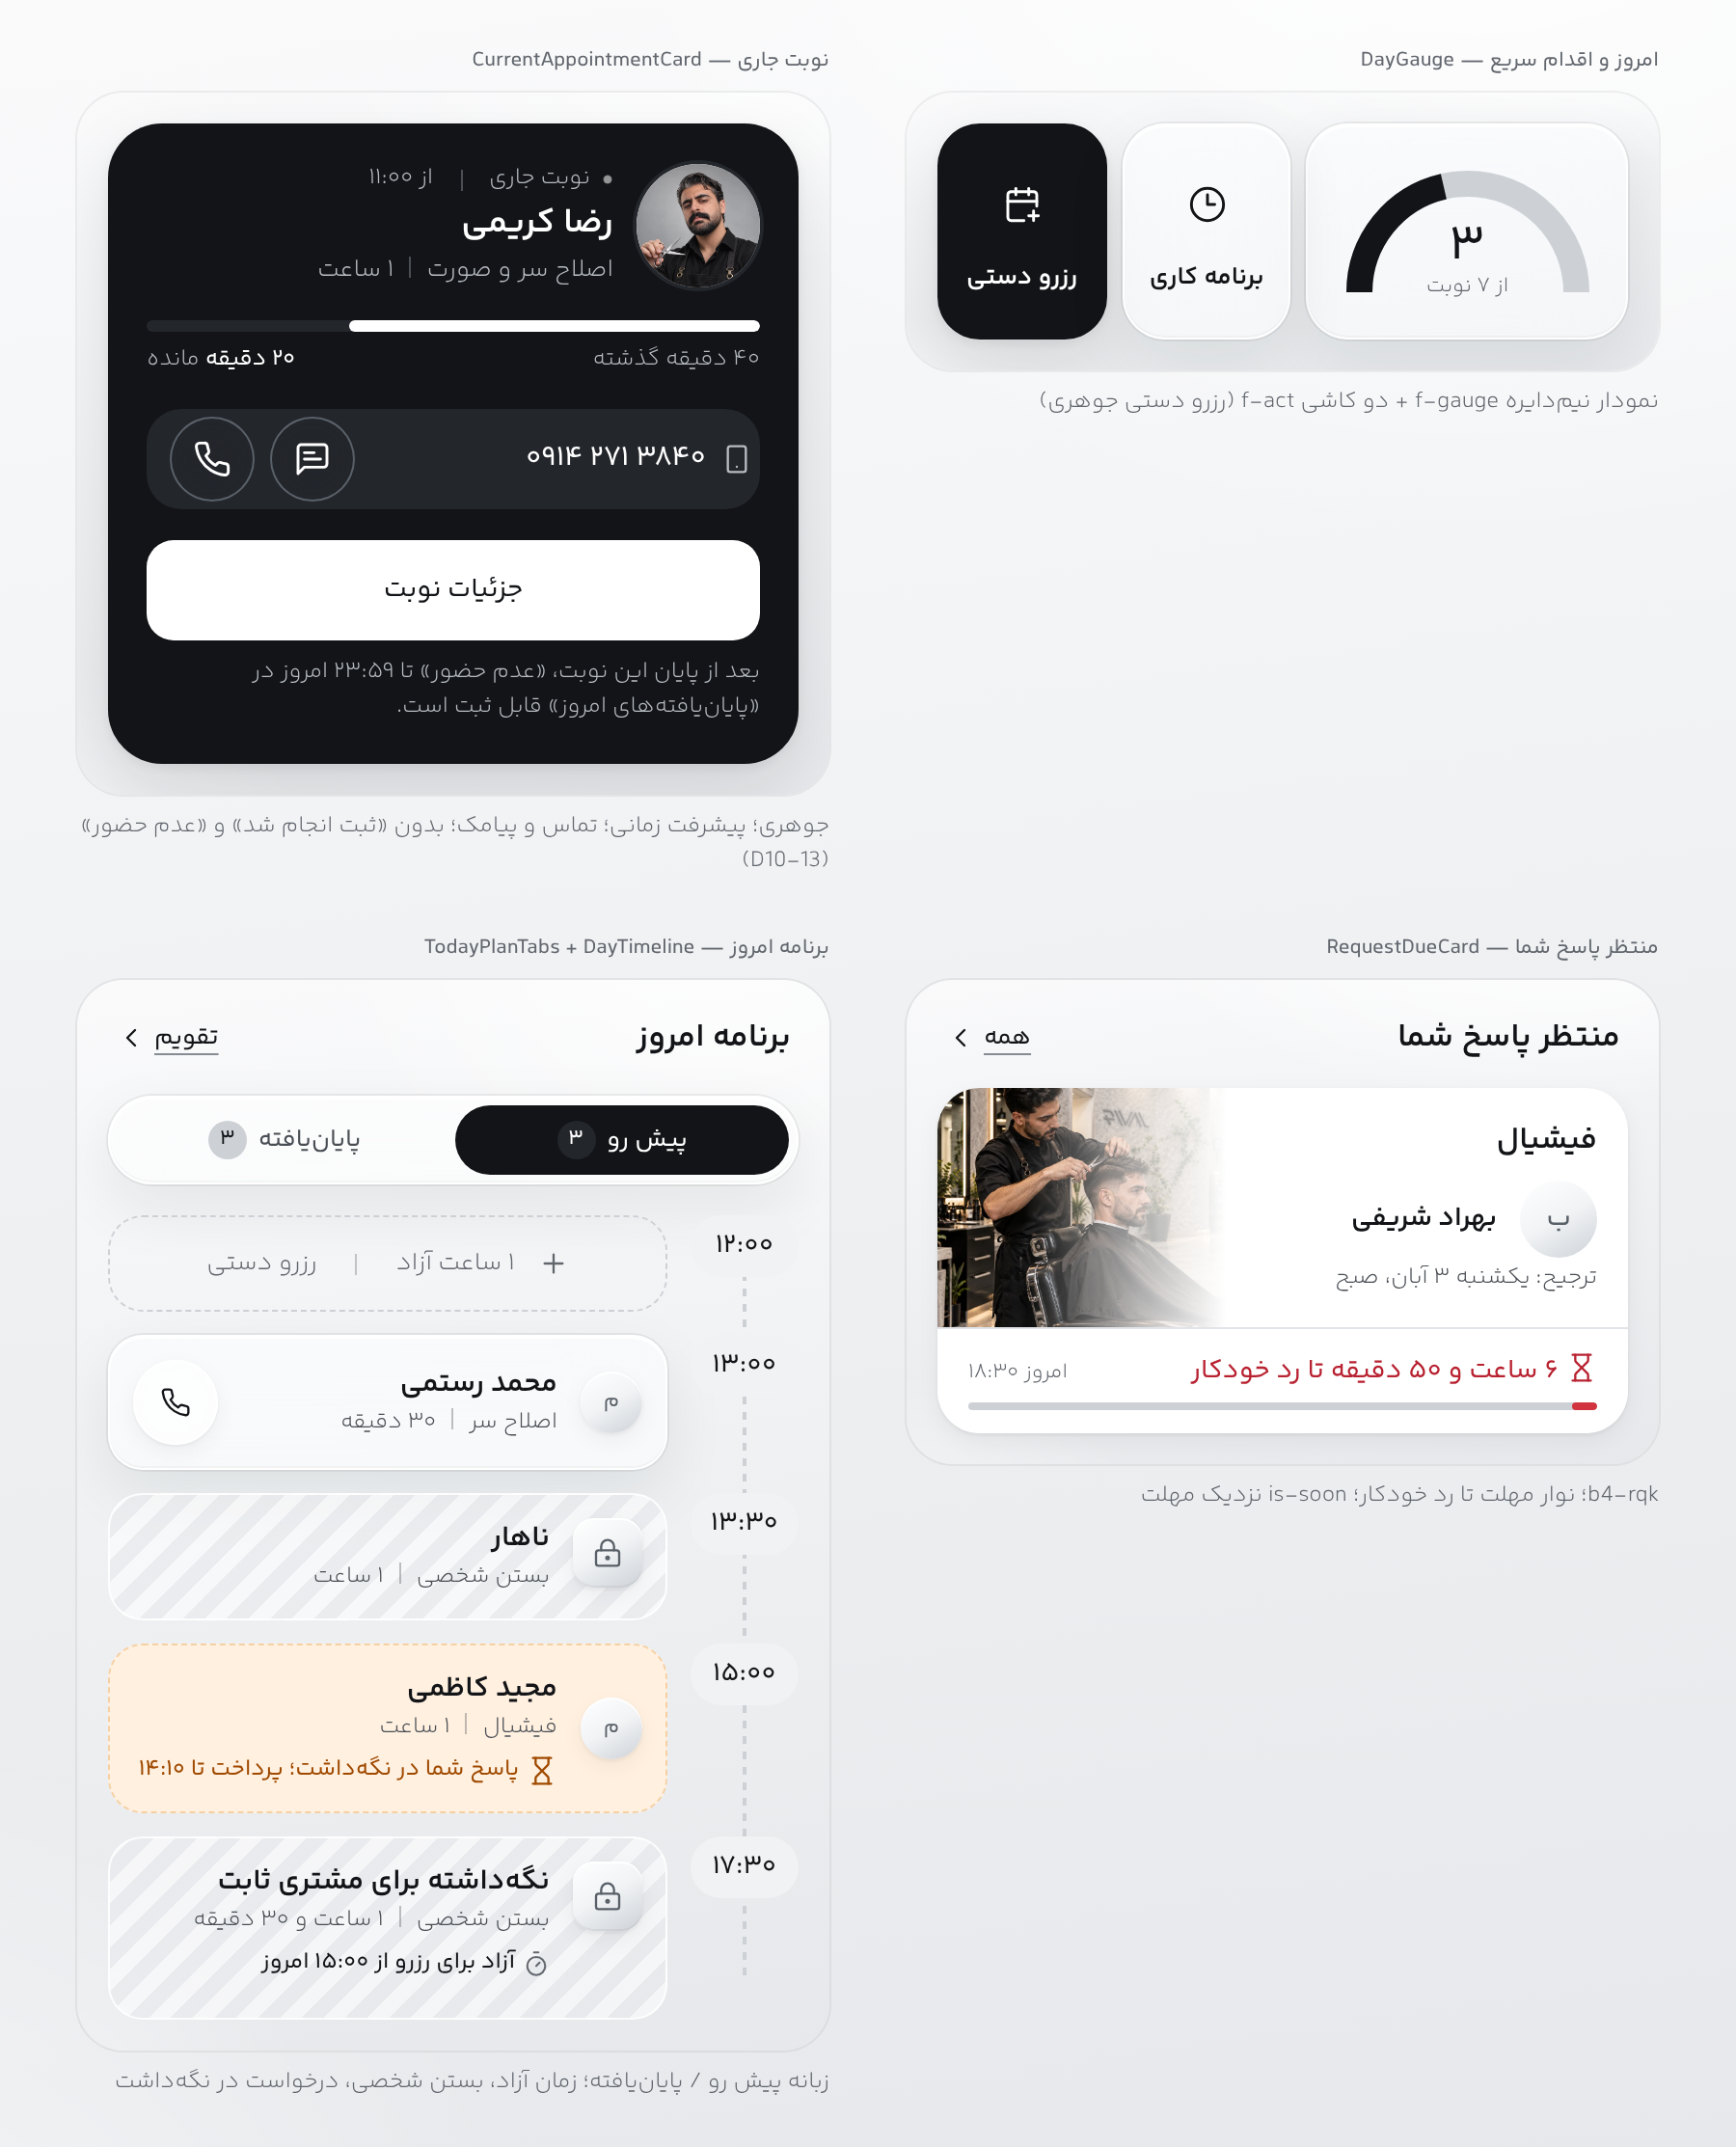 امروز و اقدام سریع — DayGauge
۳
از ۷ نوبت
برنامه کاری
رزرو دستی
نمودار نیم‌دایره f-gauge + دو کاشی f-act (رزرو دستی جوهری)
نوبت جاری — CurrentAppointmentCard
نوبت جاری | از ۱۱:۰۰
رضا کریمی
اصلاح سر و صورت | ۱ ساعت
۴۰ دقیقه گذشته
۲۰ دقیقه مانده
۰۹۱۴ ۲۷۱ ۳۸۴۰
جزئیات نوبت
بعد از پایان این نوبت، «عدم حضور» تا ۲۳:۵۹ امروز در
«پایان‌یافته‌های امروز» قابل ثبت است.
جوهری؛ پیشرفت زمانی؛ تماس و پیامک؛ بدون «ثبت انجام شد» و «عدم حضور»
(D10-13)
منتظر پاسخ شما — RequestDueCard
منتظر پاسخ شما
همه
فیشیال
ب
بهراد شریفی
ترجیح: یکشنبه ۳ آبان، صبح
۶ ساعت و ۵۰ دقیقه تا رد خودکار
امروز ۱۸:۳۰
b4-rqk؛ نوار مهلت تا رد خودکار؛ is-soon نزدیک مهلت
برنامه امروز — TodayPlanTabs + DayTimeline
برنامه امروز
تقویم
پیش رو ۳
پایان‌یافته ۳
۱۲:۰۰
۱ ساعت آزاد | رزرو دستی
۱۳:۰۰
م
محمد رستمی
اصلاح سر | ۳۰ دقیقه
۱۳:۳۰
ناهار
بستن شخصی | ۱ ساعت
۱۵:۰۰
م
مجید کاظمی
فیشیال | ۱ ساعت
پاسخ شما در نگه‌داشت؛ پرداخت تا ۱۴:۱۰
۱۷:۳۰
نگه‌داشته برای مشتری ثابت
بستن شخصی | ۱ ساعت و ۳۰ دقیقه
آزاد برای رزرو از ۱۵:۰۰ امروز
زبانه پیش رو / پایان‌یافته؛ زمان آزاد، بستن شخصی، درخواست در نگه‌داشت